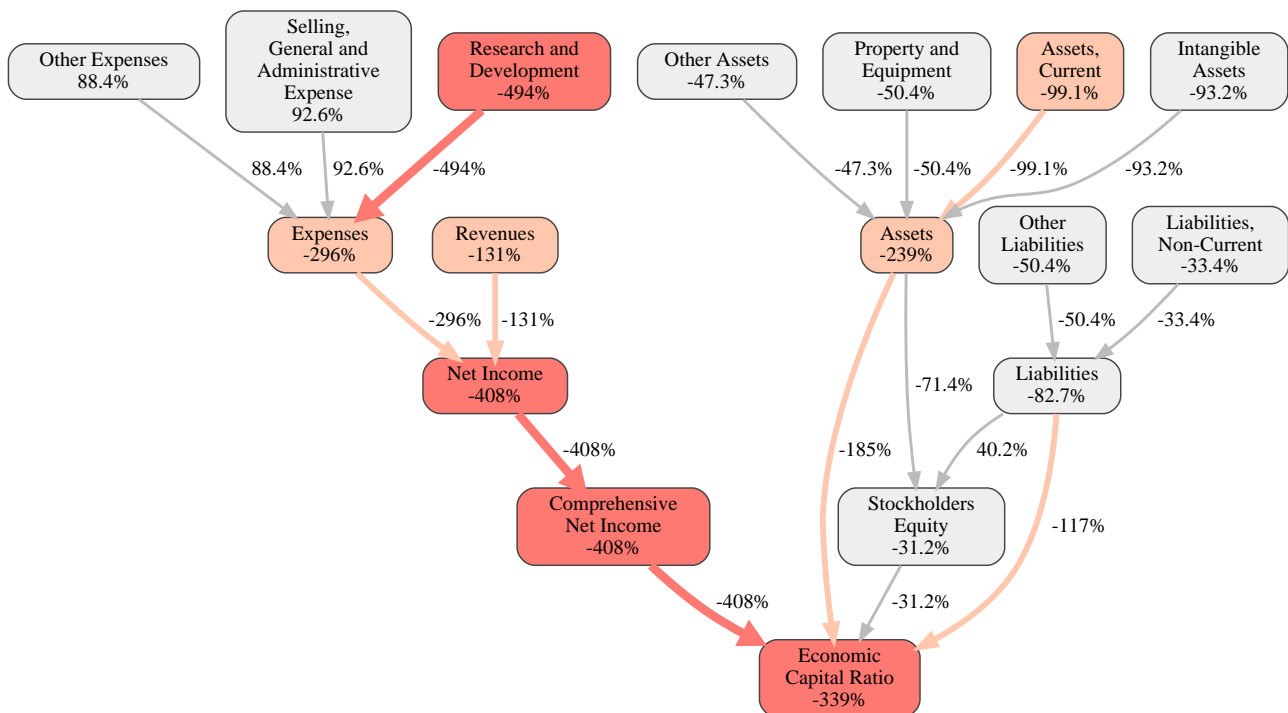 Other Expenses
88.4%
Selling,
General and
Administrative
Expense
92.6%
Research and
Development
-494%
Other Assets
-47.3%
Property and
Equipment
-50.4%
Assets,
Current
-99.1%
Intangible
Assets
-93.2%
88.4%
92.6%
-494%
-47.3%
-50.4%
-99.1%
-93.2%
Expenses
-296%
Revenues
-131%
Assets
-239%
Other
Liabilities
-50.4%
Liabilities,
Non-Current
-33.4%
-296%
-131%
-50.4%
-33.4%
Net Income
-408%
-71.4%
Liabilities
-82.7%
-408%
-185%
40.2%
Comprehensive
Net Income
-408%
Stockholders
Equity
-31.2%
-117%
-408%
-31.2%
Economic
Capital Ratio
-339%